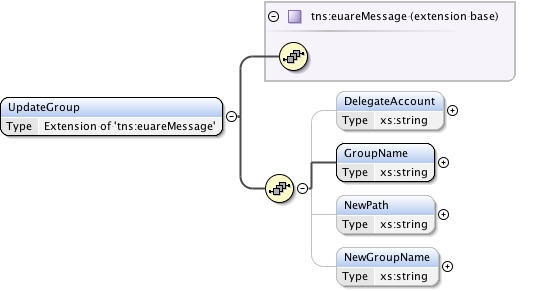 tns:euareMessage (extension base)
UpdateGroup
Type Extension of 'tns:euareMessage'
DelegateAccount
Type xs:string
GroupName
Type xs:string
NewPath
Type xs:string
NewGroupName
Type xs:string